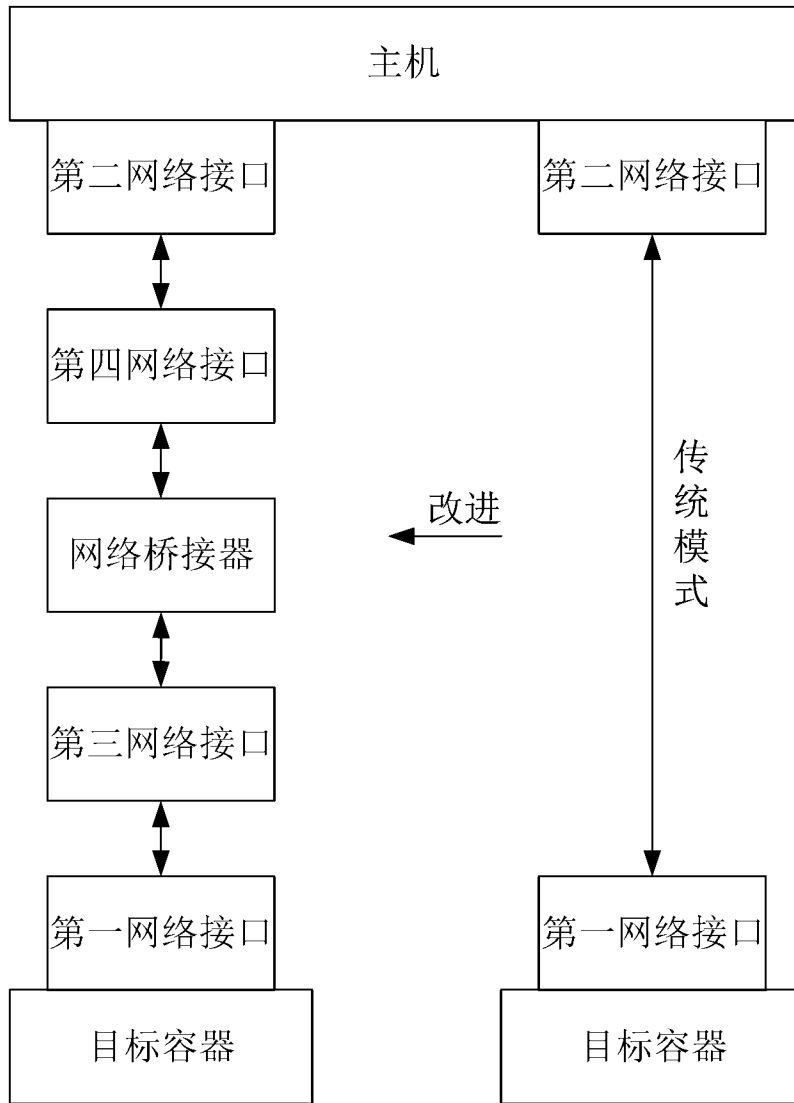 主机
第二网络接口
第二网络接口
第四网络接口
网络桥接器
改进
传统模式
第三网络接口
第一网络接口
第一网络接口
目标容器
目标容器